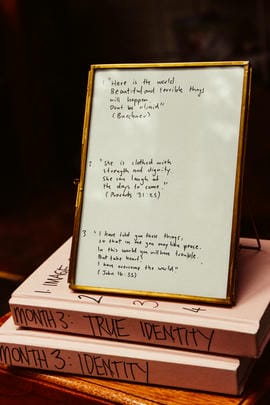 1 "Here is the world.
Beautiful and terrible things
will happen.
Dont be afraid"
(Buechner)
2 "She is clothed with
strength and dignity
she can laugh at
the days to come."
(Proverbs 31:25)
3 "I have told you these things,
so that in me you may have peace.
In this world you will have trouble.
But take heart!
I have overcome the world"
(John 16:33)
1. IMAGE
2
3
4
MONTH 3: TRUE IDENTITY
MONTH 3: IDENTITY